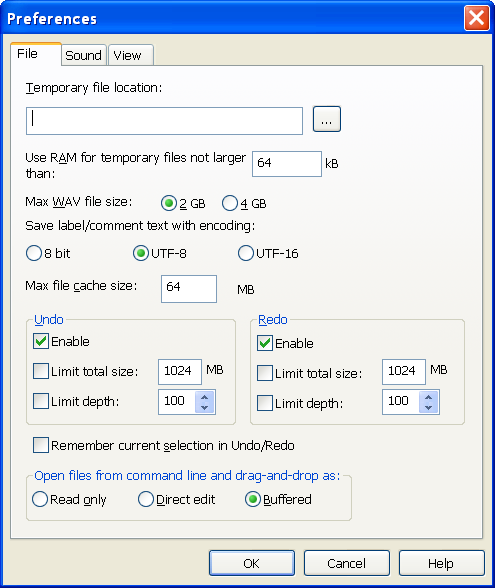 Preferences
File Sound View
Temporary file location:
...
Use RAM for temporary files not larger
than:
64 kB
Max WAV file size: 2 GB 4 GB
Save label/comment text with encoding:
8 bit UTF-8 UTF-16
Max file cache size: 64 MB
Undo
Enable
Limit total size: 1024 MB
Limit depth: 100
Redo
Enable
Limit total size: 1024 MB
Limit depth: 100
Remember current selection in Undo/Redo
Open files from command line and drag-and-drop as:
Read only Direct edit Buffered
OK Cancel Help